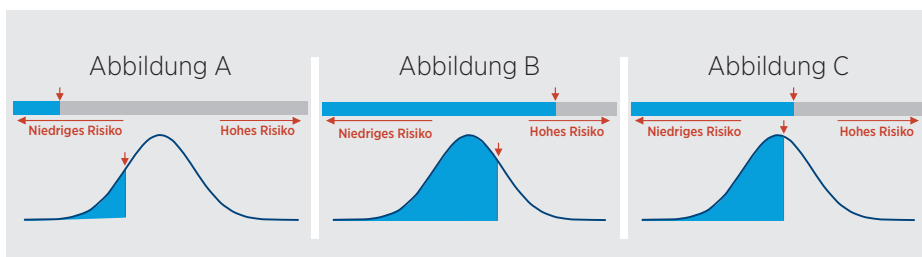 Abbildung A
Niedriges Risiko
Hohes Risiko
Abbildung B
Niedriges Risiko
Hohes Risiko
Abbildung C
Niedriges Risiko
Hohes Risiko